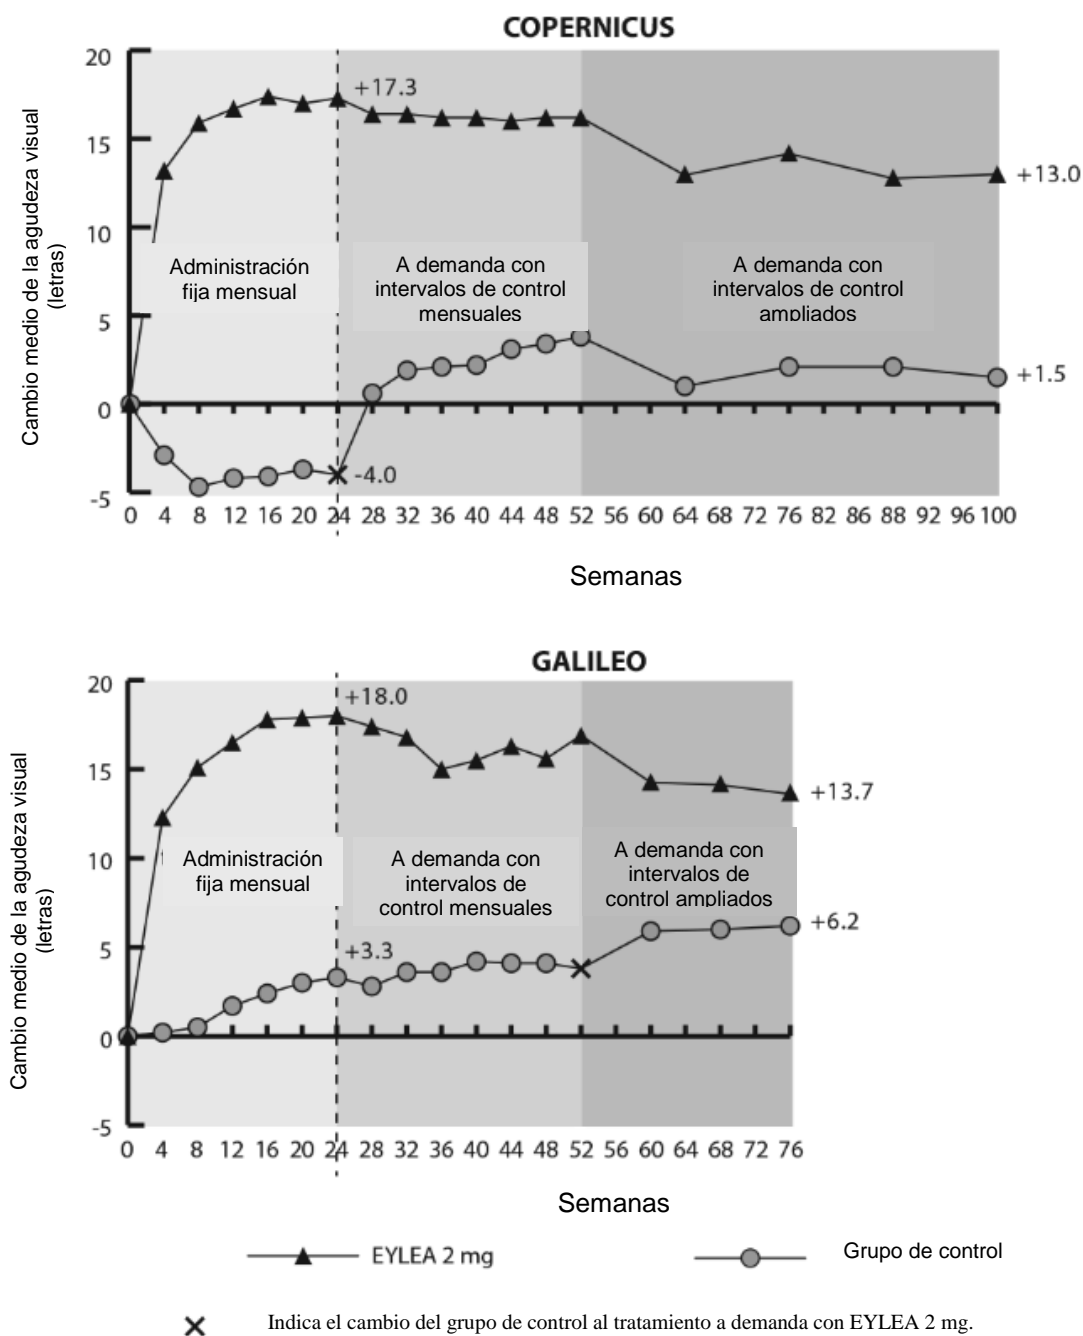 COPERNICUS
Cambio medio de la agudeza visual
(letras)
20
15
10
5
0
-5
+17.3
+13.0
Administración
fija mensual
A demanda con
intervalos de control
mensuales
A demanda con
intervalos de control
ampliados
+1.5
-4.0
0 4 8 12 16 20 24 28 32 36 40 44 48 52 56 60 64 68 72 76 82 86 88 92 96 100
Semanas
GALILEO
Cambio medio de la agudeza visual
(letras)
20
15
10
5
0
-5
+18.0
+13.7
Administración
fija mensual
A demanda con
intervalos de
control mensuales
A demanda con
intervalos de
control ampliados
+3.3
+6.2
0 4 8 12 16 20 24 28 32 36 40 44 48 52 56 60 64 68 72 76
Semanas
EYLEA 2 mg
Grupo de control
Indica el cambio del grupo de control al tratamiento a demanda con EYLEA 2 mg.